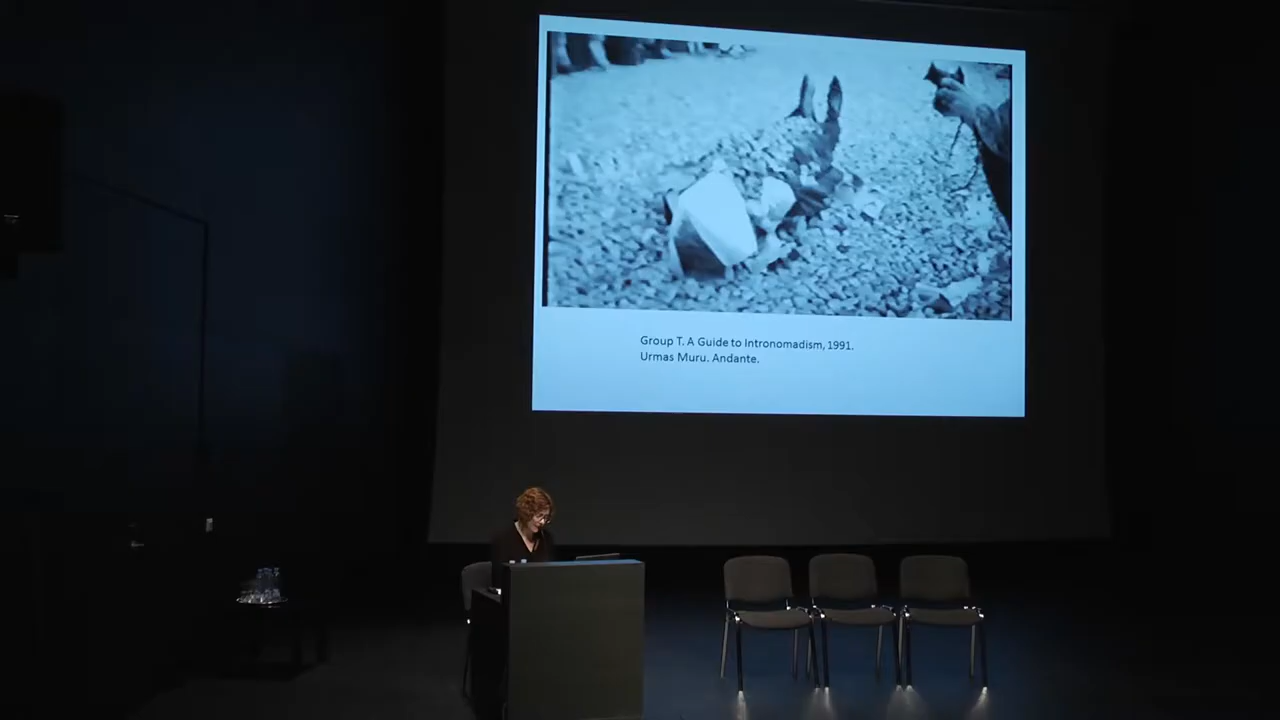 Group T. A Guide to Intronomadism, 1991.
Urmas Muru. Andante.